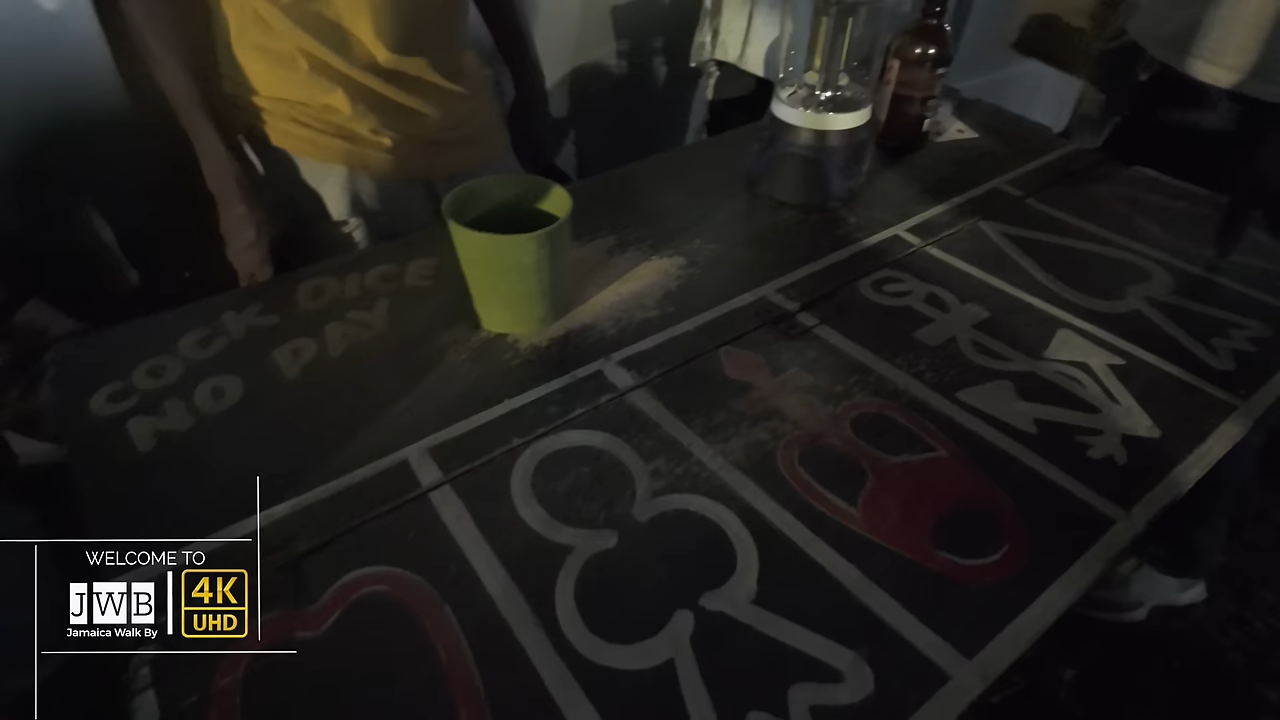 COCK DICE
NO PAY
WELCOME TO
JWB
4K
UHD
Jamaica Walk By